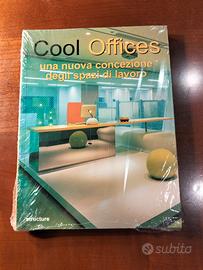 Cool Offices
una nuova concezione
degli spazi di lavoro
structure
subito